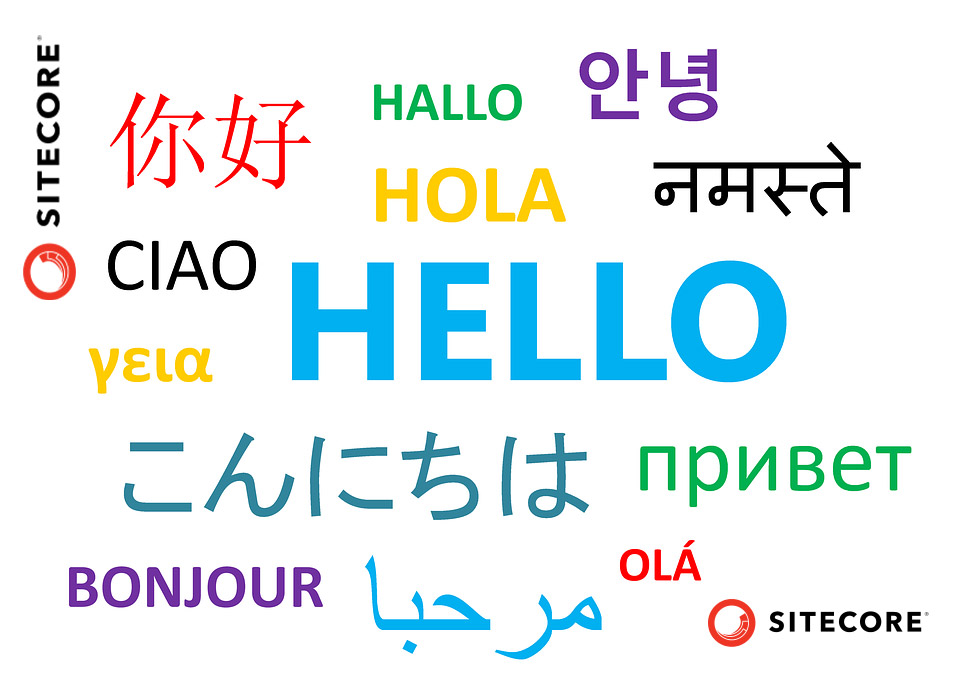 SITECORE®
你好
HALLO
안녕
HOLA
नमस्ते
CIAO
HELLO
γεια
こんにちは
привет
BONJOUR
مرحبا
OLÁ
SITECORE®